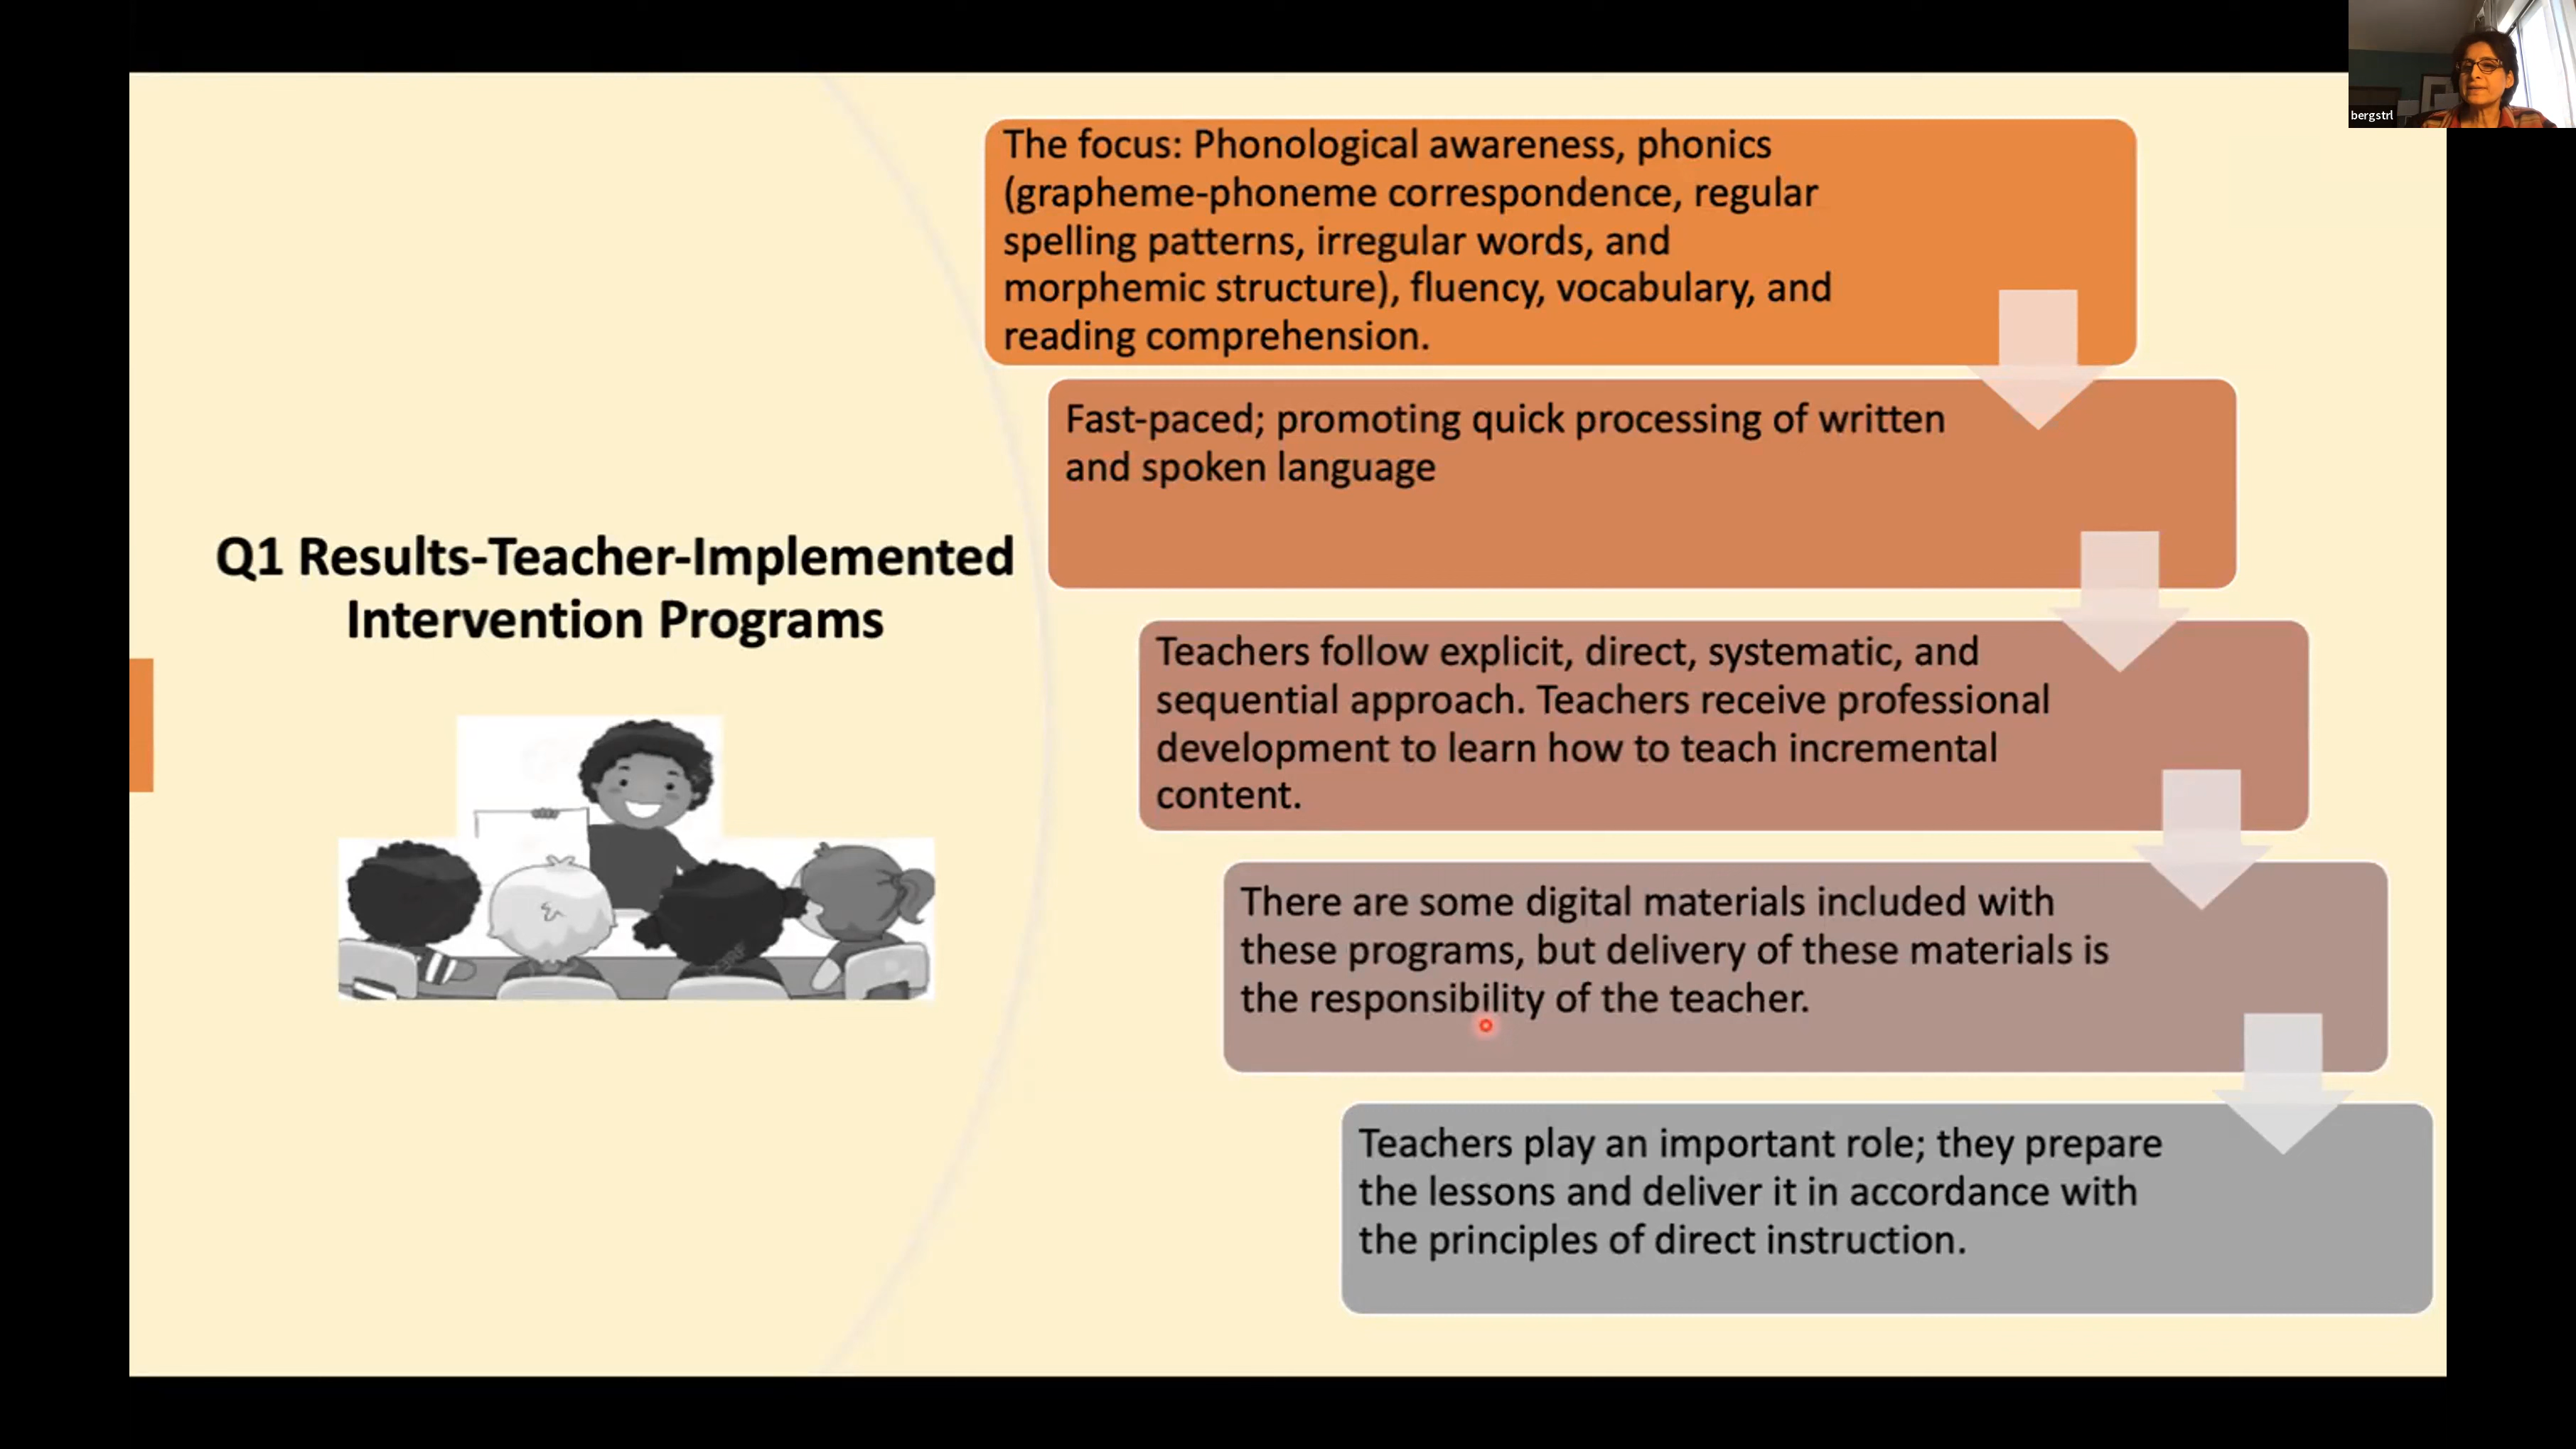 bergstrl
The focus: Phonological awareness, phonics
(grapheme-phoneme correspondence, regular
spelling patterns, irregular words, and
morphemic structure), fluency, vocabulary, and
reading comprehension.
Fast-paced; promoting quick processing of written
and spoken language
Q1 Results-Teacher-Implemented
Intervention Programs
Teachers follow explicit, direct, systematic, and
sequential approach. Teachers receive professional
development to learn how to teach incremental
content.
There are some digital materials included with
these programs, but delivery of these materials is
the responsibility of the teacher.
Teachers play an important role; they prepare
the lessons and deliver it in accordance with
the principles of direct instruction.